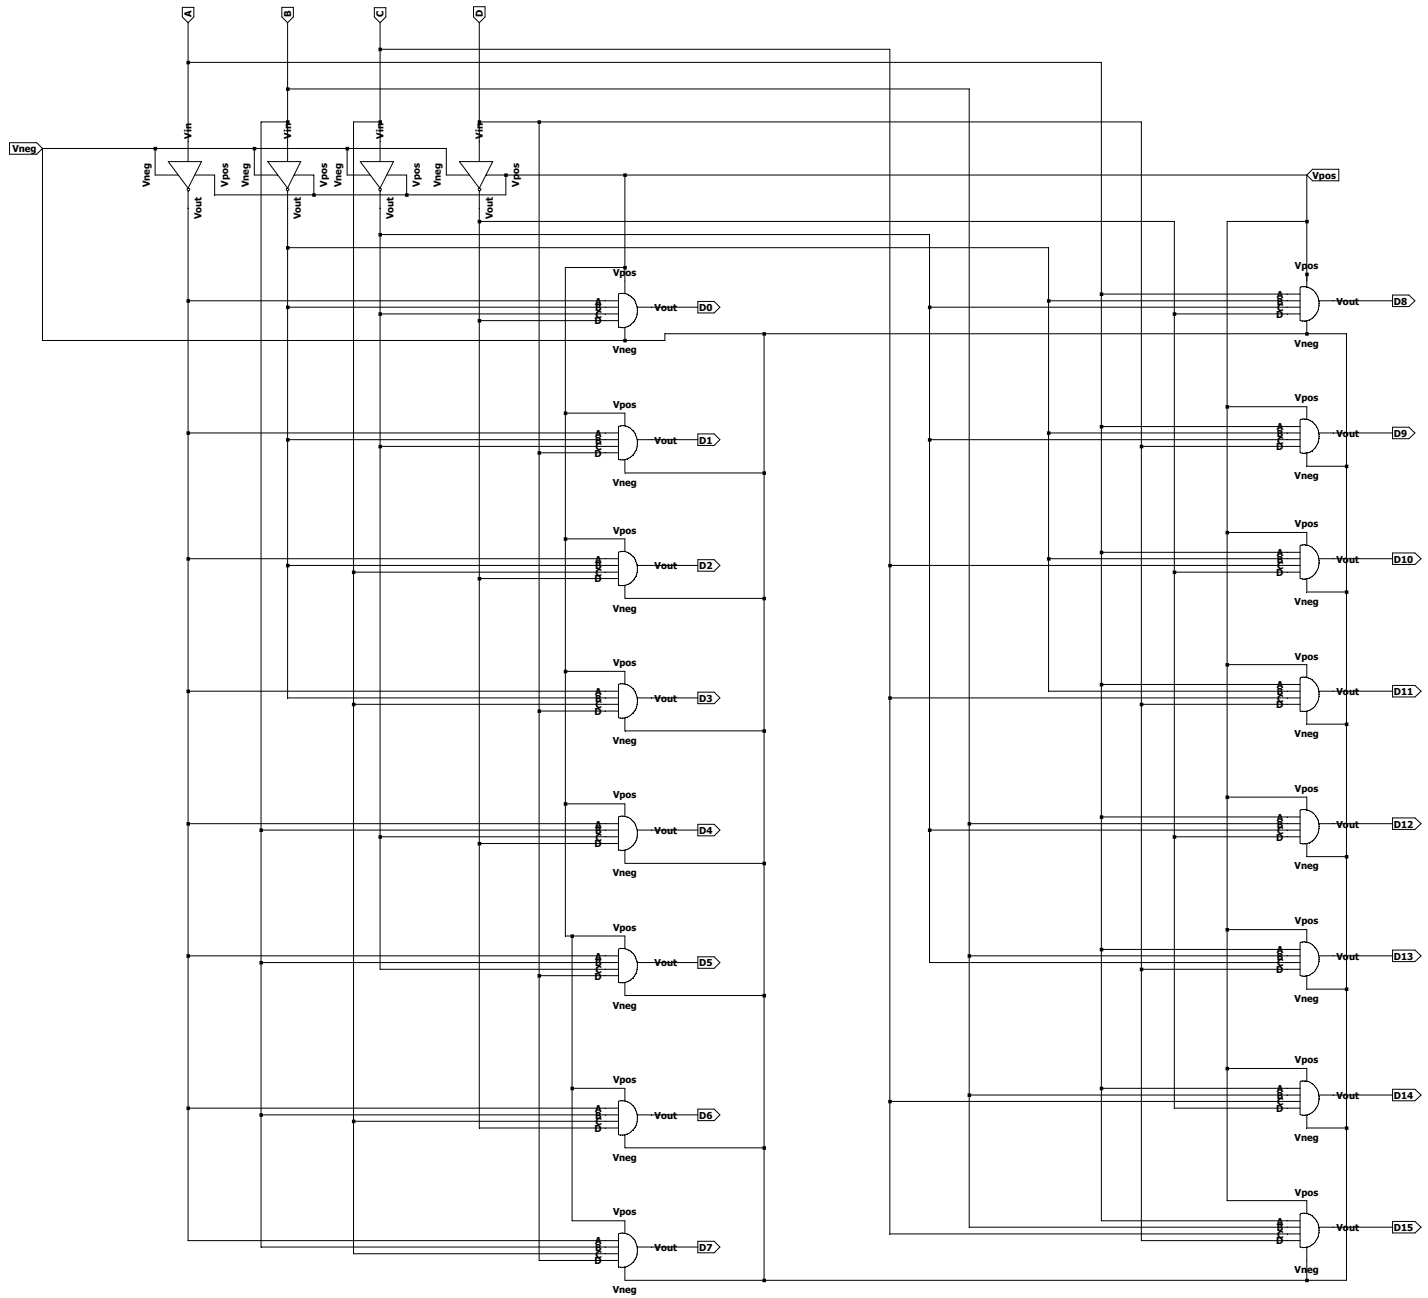 A B C D
Vin Vin Vin Vin
Vneg
Vneg Vpos Vneg Vpos Vneg Vpos Vneg Vpos
Vpos
Vout Vout Vout Vout
Vpos Vpos
A B C D Vout D0 A B C D Vout D8
Vneg Vneg
Vpos Vpos
A B C D Vout D1 A B C D Vout D9
Vneg Vneg
Vpos Vpos
A B C D Vout D2 A B C D Vout D10
Vneg Vneg
Vpos Vpos
A B C D Vout D3 A B C D Vout D11
Vneg Vneg
Vpos Vpos
A B C D Vout D4 A B C D Vout D12
Vneg Vneg
Vpos Vpos
A B C D Vout D5 A B C D Vout D13
Vneg Vneg
Vpos Vpos
A B C D Vout D6 A B C D Vout D14
Vneg Vneg
Vpos Vpos
A B C D Vout D7 A B C D Vout D15
Vneg Vneg